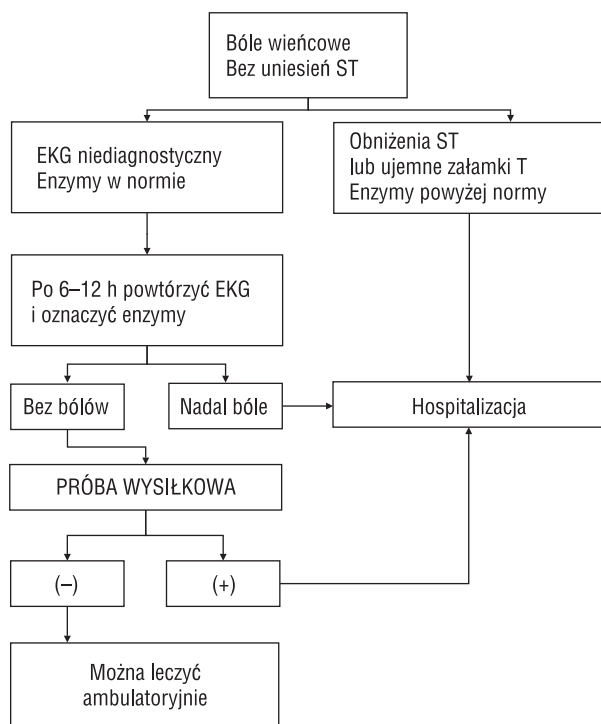 Bóle wieńcowe
Bez uniesień ST
EKG niediagnostyczny
Enzymy w normie
Obniżenia ST
lub ujemne załamki T
Enzymy powyżej normy
Po 6–12 h powtórzyć EKG
i oznaczyć enzymy
Bez bólów
Nadal bóle
Hospitalizacja
PRÓBA WYSIŁKOWA
(–)
(+)
Można leczyć
ambulatoryjnie